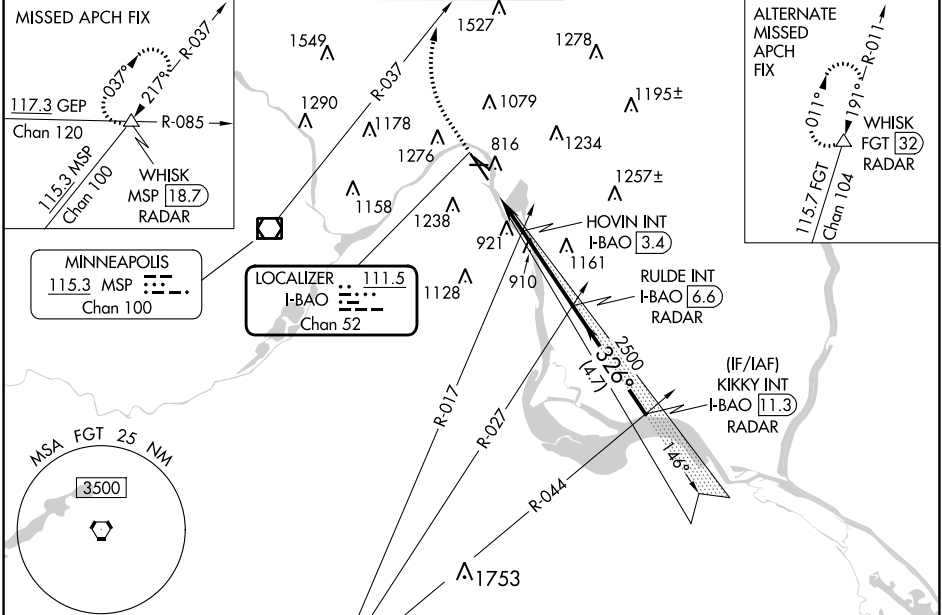 MISSED APCH FIX
037°
217°
R-037
117.3 GEP
Chan 120
R-085
115.3 MSP
Chan 100
WHISK
MSP 18.7
RADAR
ALTERNATE
MISSED
APCH
FIX
R-011
011°
191°
WHISK
FGT 32
RADAR
115.7 FGT
Chan 104
1549
1527
1278
R-037
1290
1178
1079
1195±
1276
816
1234
1158
1238
1257±
921
910
1161
1128
HOVIN INT
I-BAO 3.4
MINNEAPOLIS
115.3 MSP
Chan 100
LOCALIZER 111.5
I-BAO
Chan 52
RULDE INT
I-BAO 6.6
RADAR
2500
326°
(4.7)
(IF/IAF)
KIKKY INT
I-BAO 11.3
RADAR
R-017
R-027
R-044
146°
MSA FGT 25 NM
3500
1753